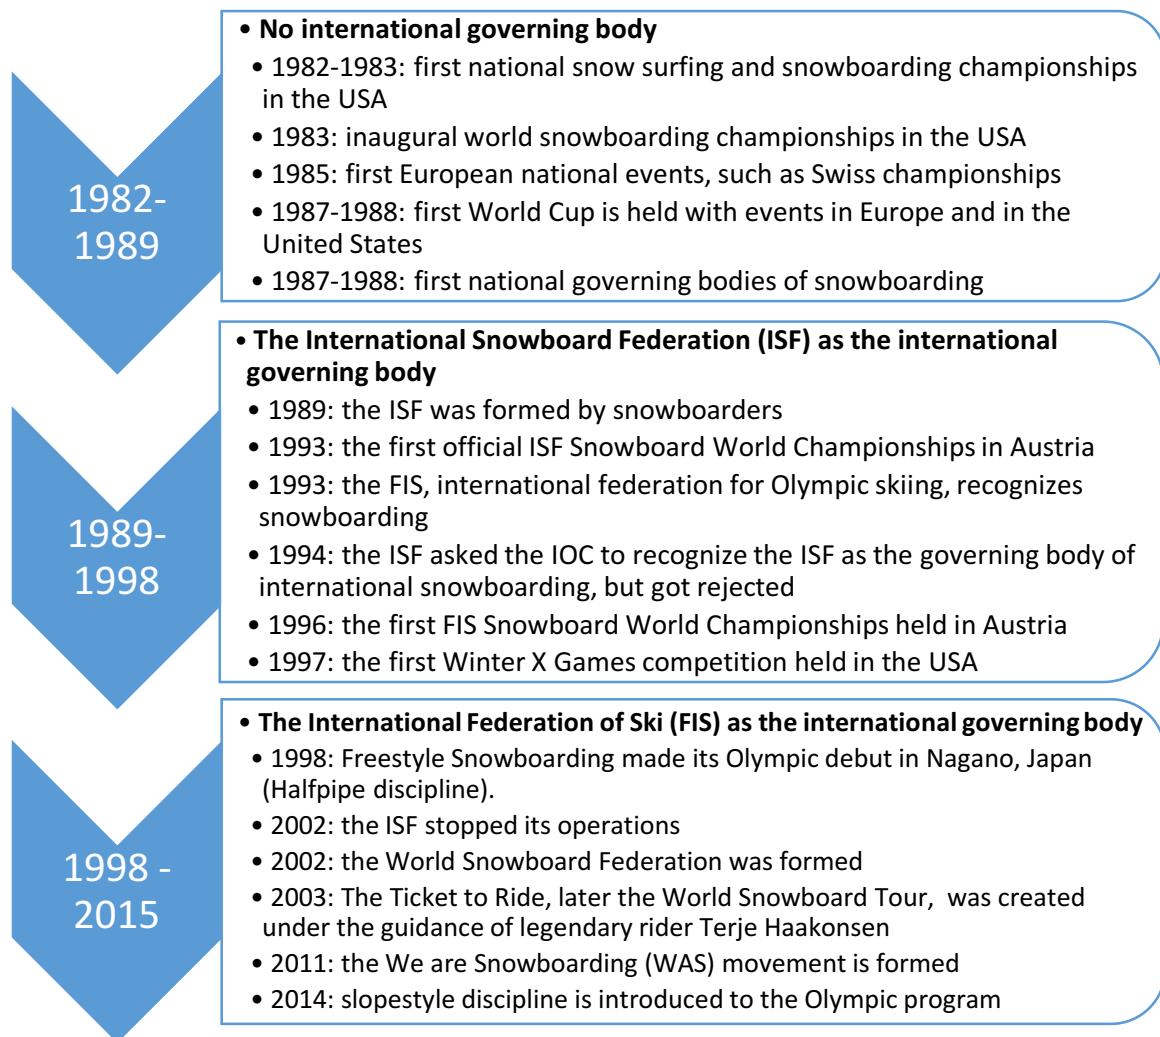 • No international governing body
• 1982-1983: first national snow surfing and snowboarding championships
in the USA
• 1983: inaugural world snowboarding championships in the USA
• 1985: first European national events, such as Swiss championships
• 1987-1988: first World Cup is held with events in Europe and in the
United States
• 1987-1988: first national governing bodies of snowboarding
1982-
1989
• The International Snowboard Federation (ISF) as the international
governing body
• 1989: the ISF was formed by snowboarders
• 1993: the first official ISF Snowboard World Championships in Austria
• 1993: the FIS, international federation for Olympic skiing, recognizes
snowboarding
• 1994: the ISF asked the IOC to recognize the ISF as the governing body of
international snowboarding, but got rejected
• 1996: the first FIS Snowboard World Championships held in Austria
• 1997: the first Winter X Games competition held in the USA
1989-
1998
• The International Federation of Ski (FIS) as the international governing body
• 1998: Freestyle Snowboarding made its Olympic debut in Nagano, Japan
(Halfpipe discipline).
• 2002: the ISF stopped its operations
• 2002: the World Snowboard Federation was formed
• 2003: The Ticket to Ride, later the World Snowboard Tour, was created
under the guidance of legendary rider Terje Haakonsen
• 2011: the We are Snowboarding (WAS) movement is formed
• 2014: slopestyle discipline is introduced to the Olympic program
1998 -
2015